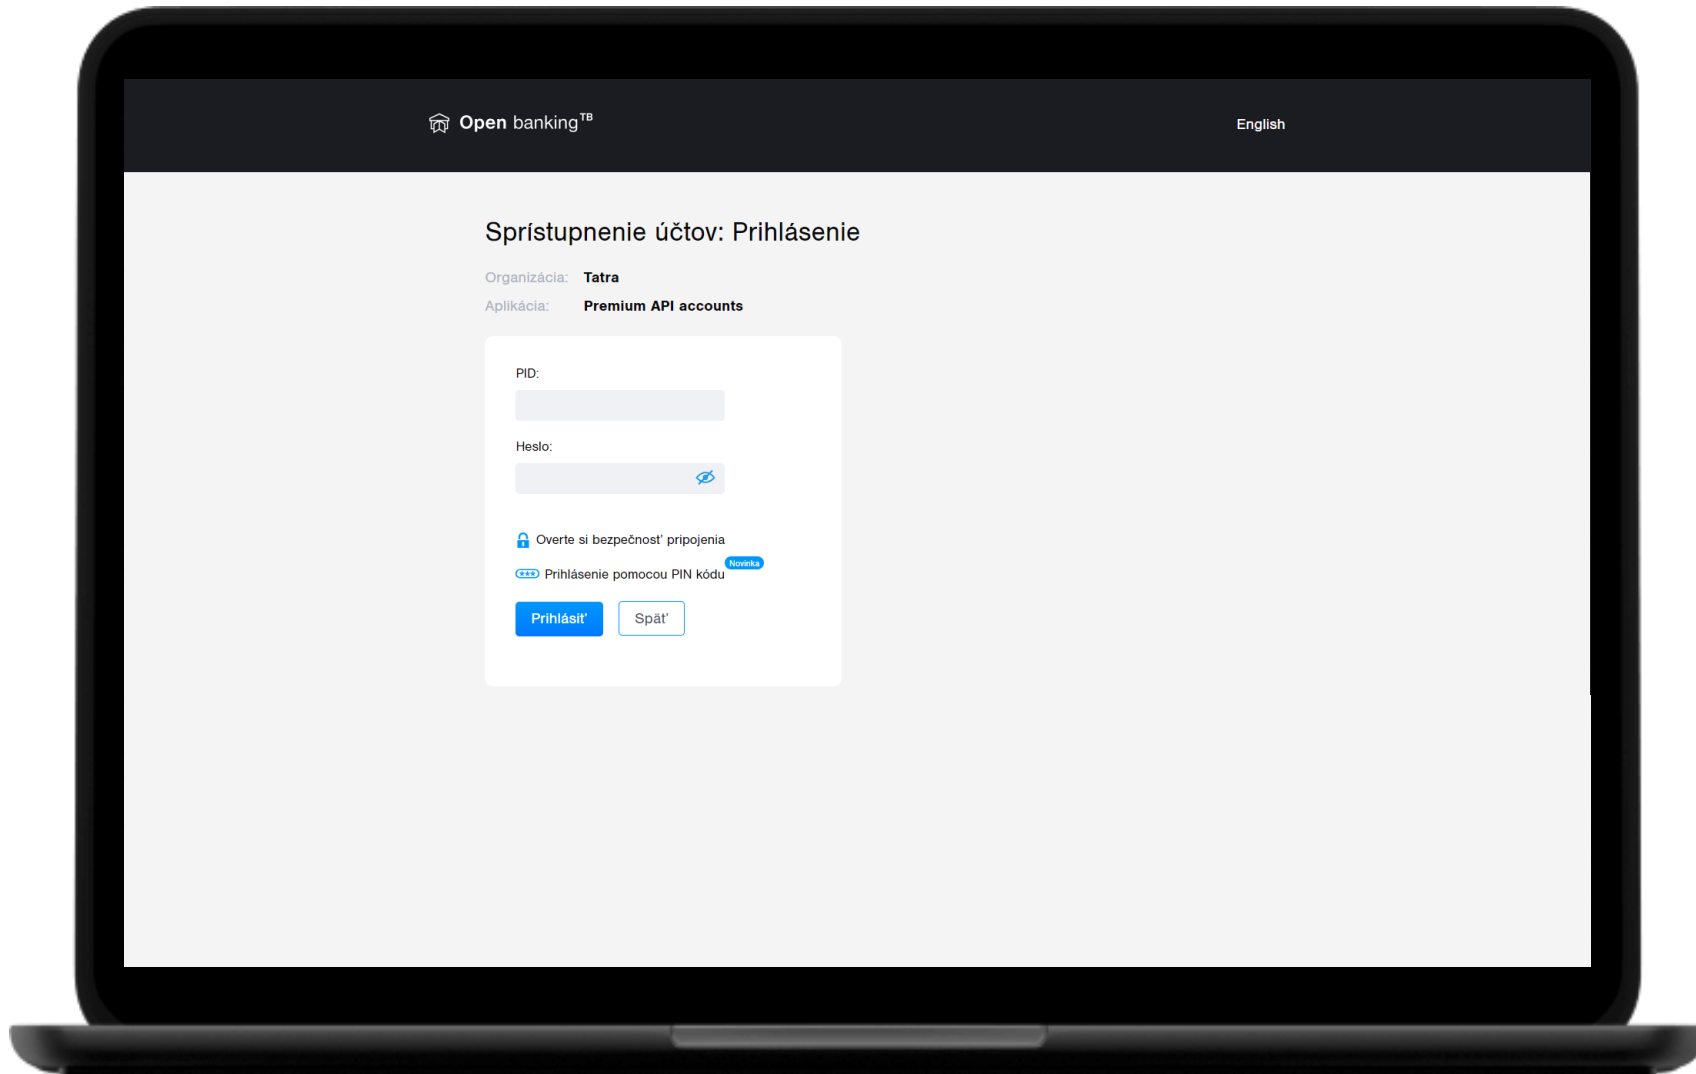 Open banking TB
English
Sprístupnenie účtov: Prihlásenie
Organizácia: Tatra
Aplikácia: Premium API accounts
PID:
Heslo:
Overte si bezpečnosť pripojenia
Prihlásenie pomocou PIN kódu Novinka
Prihlásiť Späť